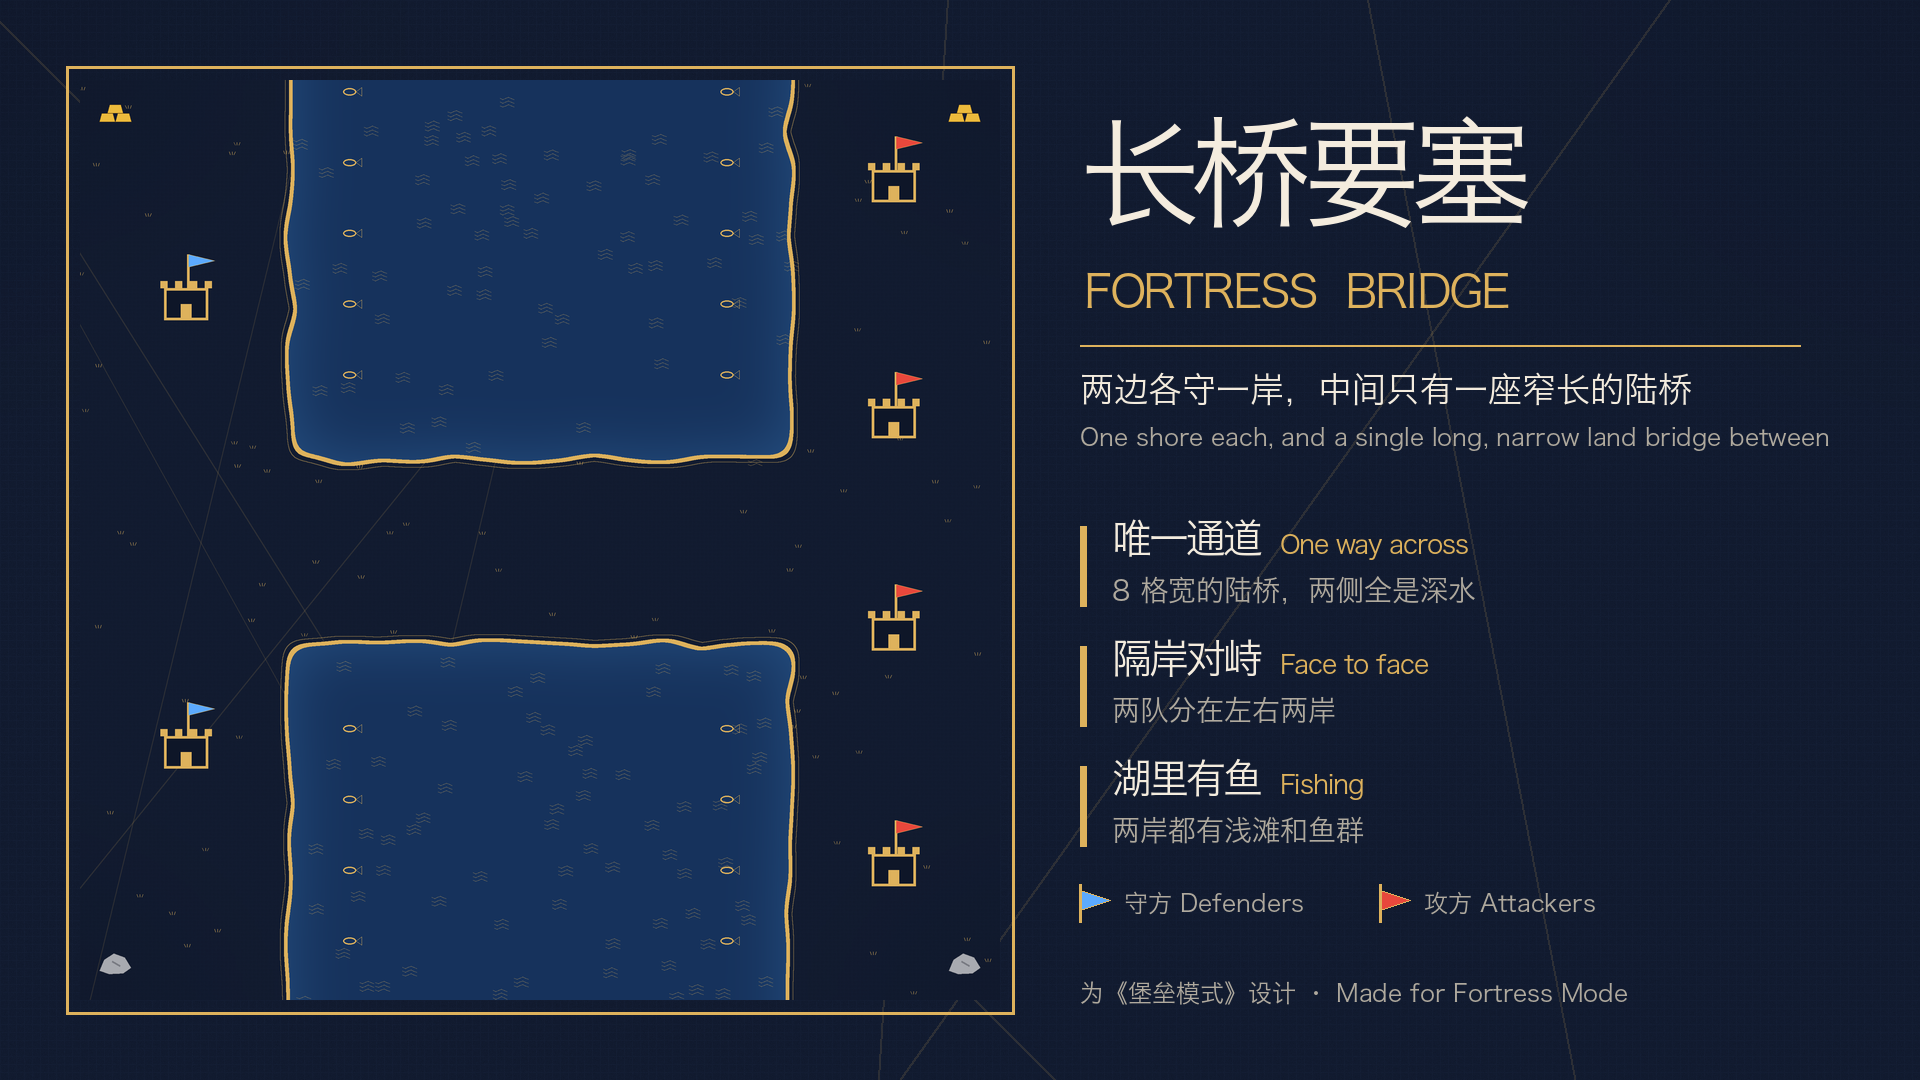 长桥要塞
FORTRESS BRIDGE
两边各守一岸，中间只有一座窄长的陆桥
One shore each, and a single long, narrow land bridge between
唯一通道 One way across
8 格宽的陆桥，两侧全是深水
隔岸对峙 Face to face
两队分在左右两岸
湖里有鱼 Fishing
两岸都有浅滩和鱼群
守方 Defenders 攻方 Attackers
为《堡垒模式》设计 · Made for Fortress Mode